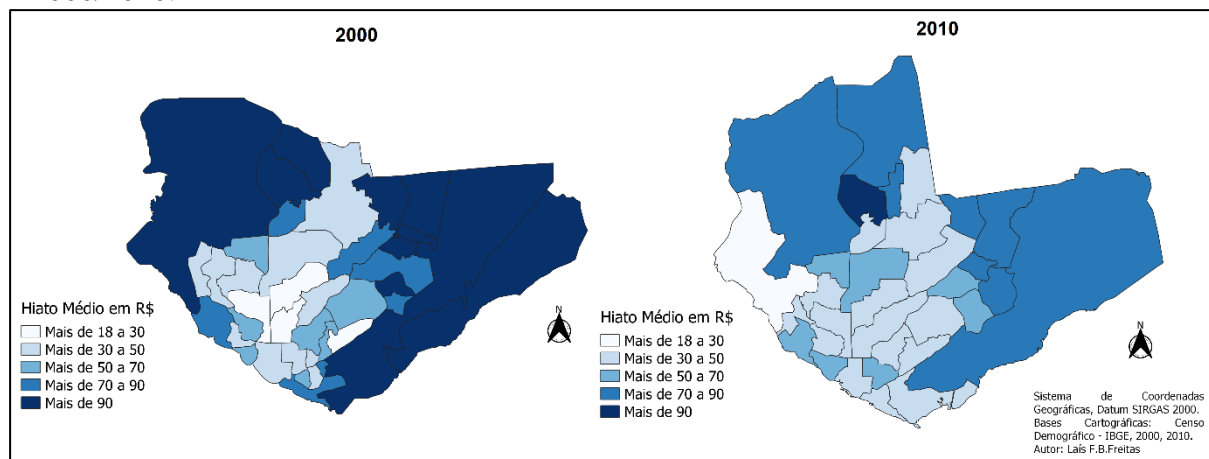 2000
2010
N
Hiato Médio em R$
Mais de 18 a 30
Mais de 30 a 50
Mais de 50 a 70
Mais de 70 a 90
Mais de 90
N
Hiato Médio em R$
Mais de 18 a 30
Mais de 30 a 50
Mais de 50 a 70
Mais de 70 a 90
Mais de 90
Sistema de Coordenadas
Geográficas, Datum SIRGAS 2000.
Bases Cartográficas: Censo
Demográfico - IBGE, 2000, 2010.
Autor: Laís F.B.Freitas